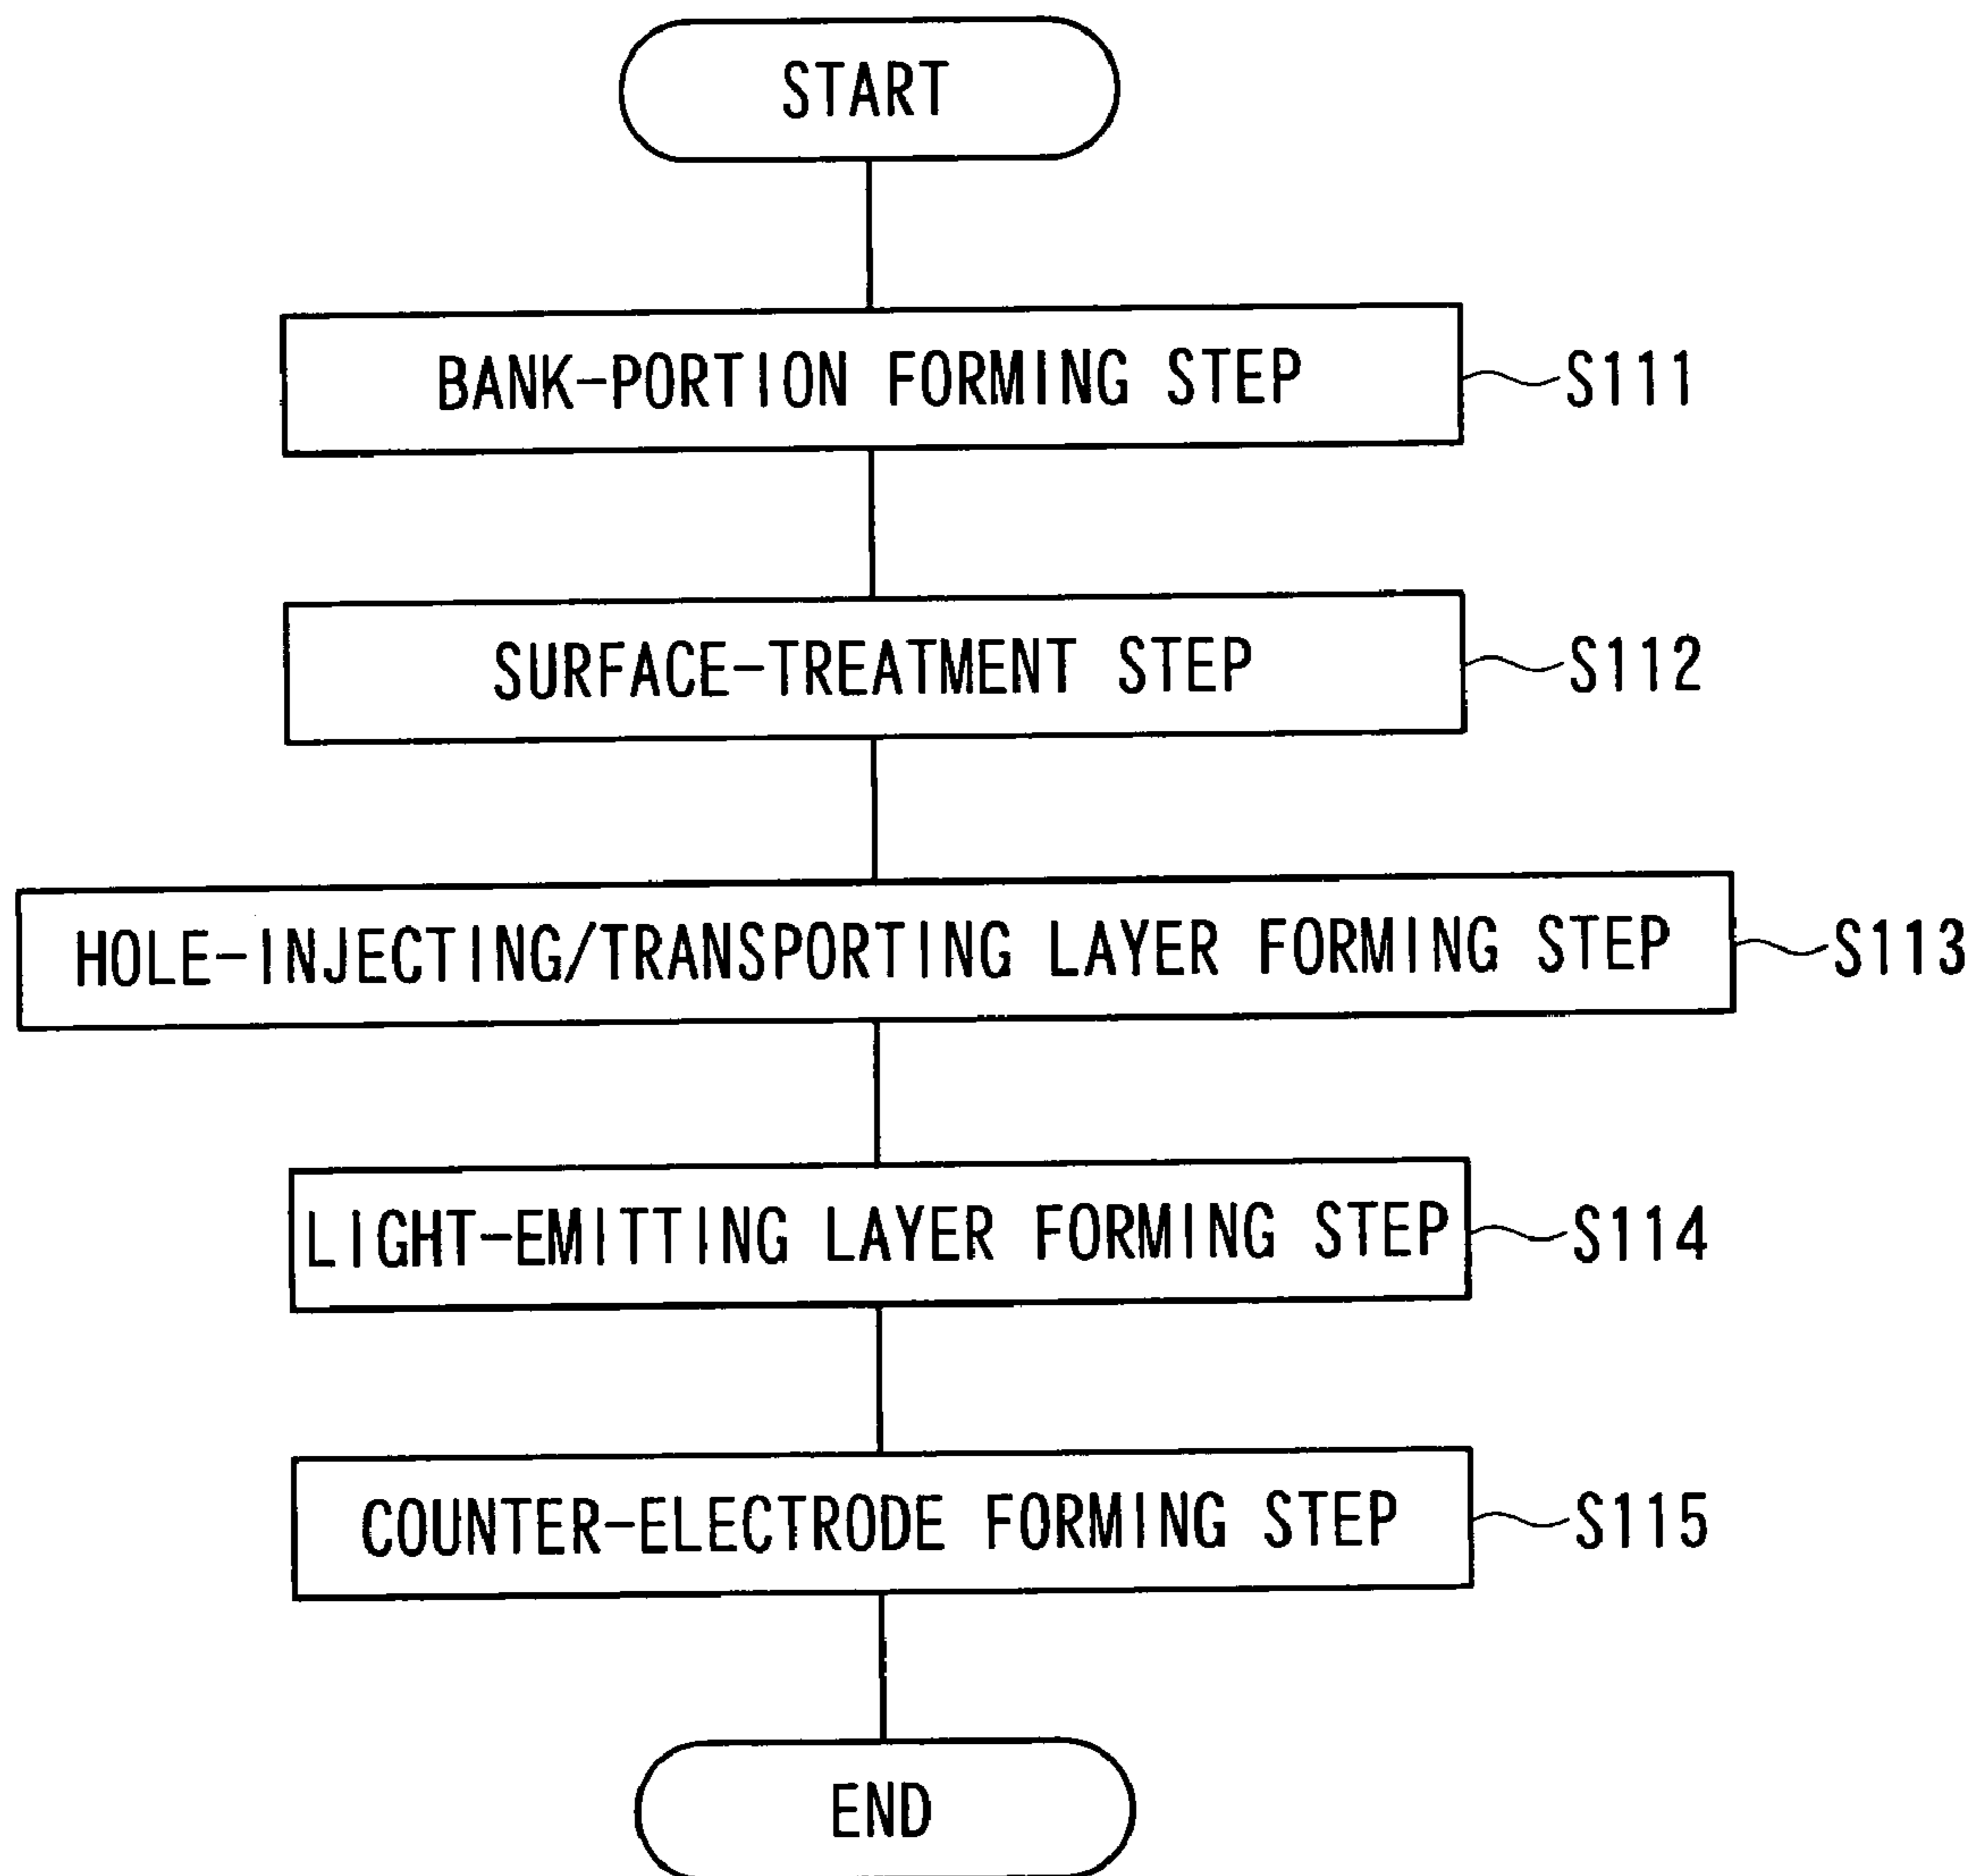 START
BANK-PORTION FORMING STEP S111
SURFACE-TREATMENT STEP S112
HOLE-INJECTING/TRANSPORTING LAYER FORMING STEP S113
LIGHT-EMITTING LAYER FORMING STEP S114
COUNTER-ELECTRODE FORMING STEP S115
END